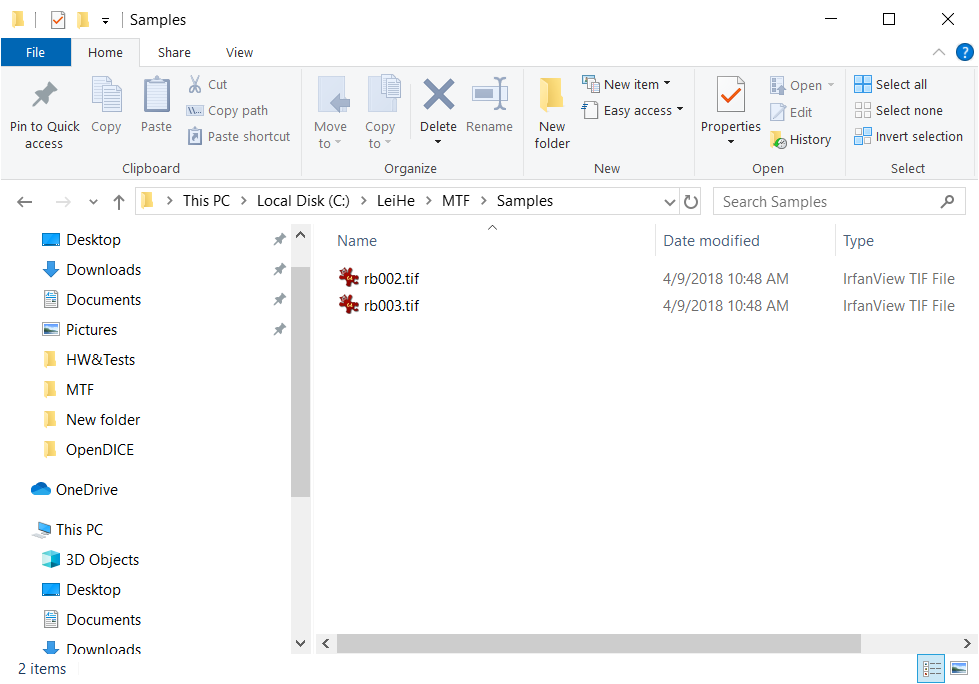 Samples
File Home Share View
Pin to Quick access
Copy
Paste
Cut
Copy path
Paste shortcut
Clipboard
Move to
Copy to
Delete
Rename
Organize
New folder
New item
Easy access
New
Properties
Open
Edit
History
Open
Select all
Select none
Invert selection
Select
This PC > Local Disk (C:) > LeiHe > MTF > Samples
Search Samples
Desktop
Downloads
Documents
Pictures
HW&Tests
MTF
New folder
OpenDICE
OneDrive
This PC
3D Objects
Desktop
Documents
Downloads
Name Date modified Type
rb002.tif 4/9/2018 10:48 AM IrfanView TIF File
rb003.tif 4/9/2018 10:48 AM IrfanView TIF File
2 items